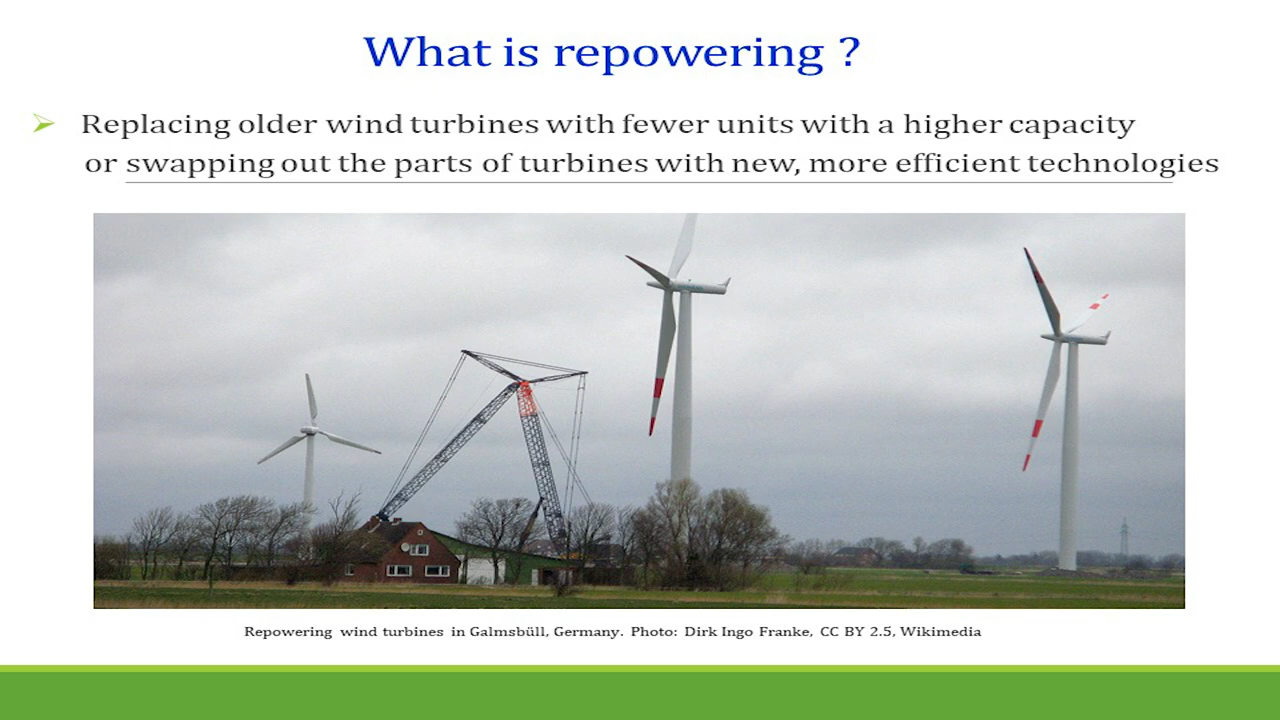 What is repowering ?
Replacing older wind turbines with fewer units with a higher capacity
or swapping out the parts of turbines with new, more efficient technologies
Repowering wind turbines in Galmsbüll, Germany. Photo: Dirk Ingo Franke, CC BY 2.5, Wikimedia